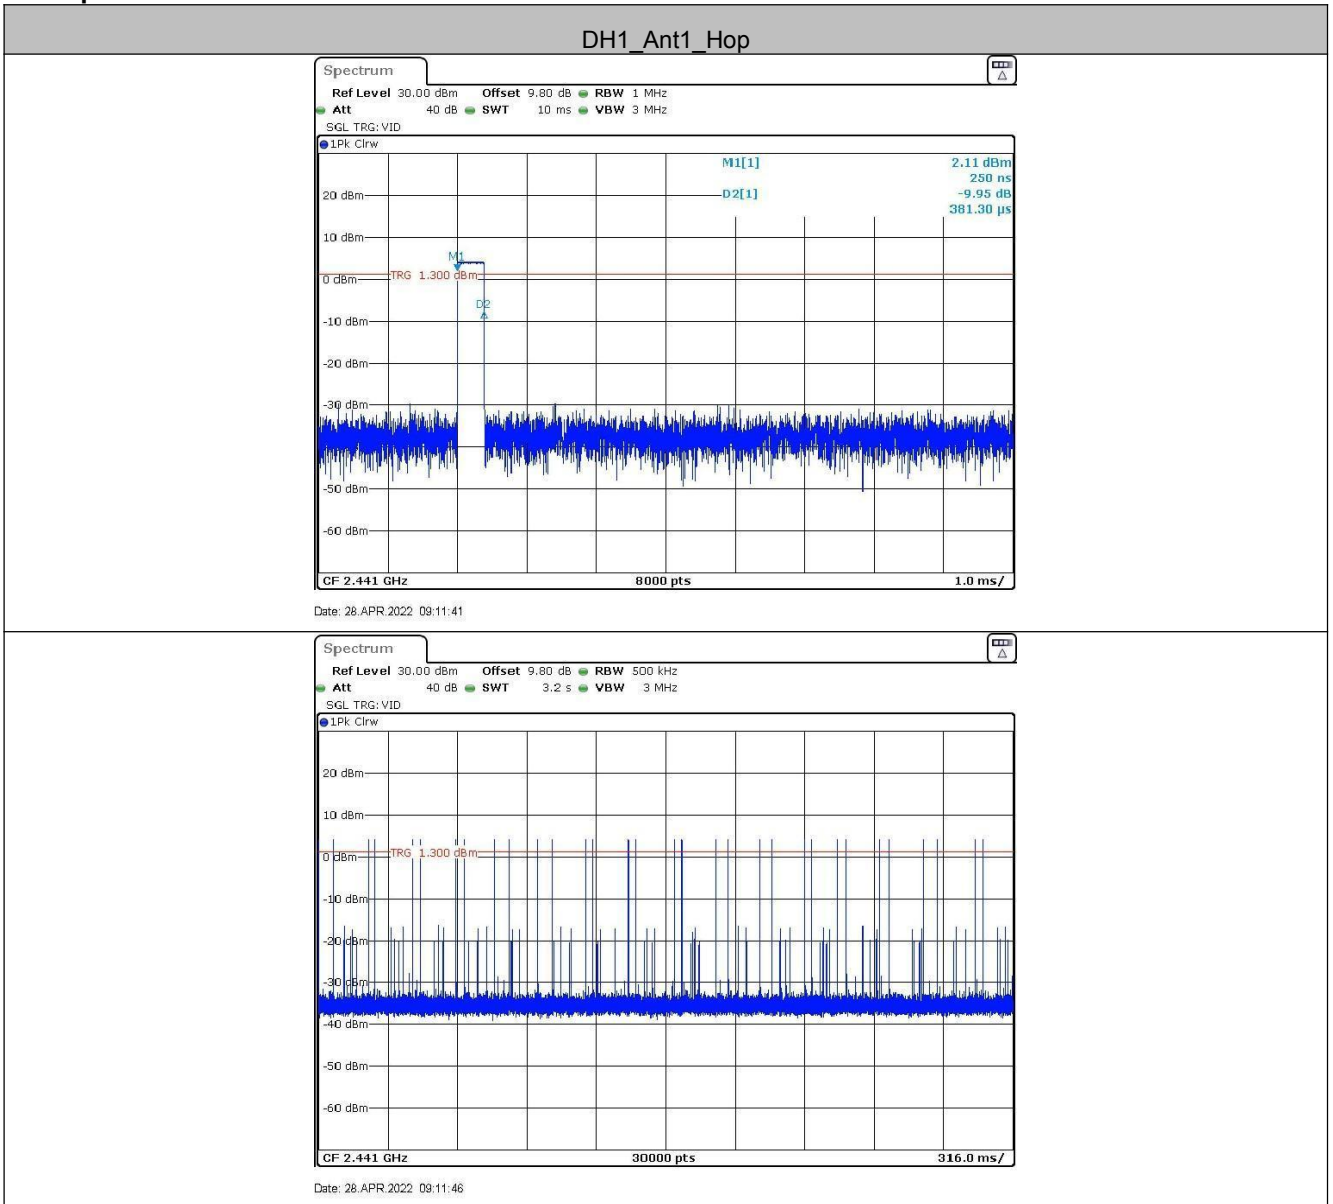 DH1_Ant1_Hop
Spectrum
Ref Level 30.00 dBm Offset 9.80 dB RBW 1 MHz
Att 40 dB SWT 10 ms VBW 3 MHz
SGL TRG: VID
1Pk Clrw
M1[1] 2.11 dBm
250 ns
20 dBm D2[1] -9.95 dB
381.30 µs
10 dBm
M1
0 dBm TRG 1.300 dBm
D2
-10 dBm
-20 dBm
-30 dBm
-50 dBm
-60 dBm
CF 2.441 GHz 8000 pts 1.0 ms/
Date: 28.APR.2022 09:11:41
Spectrum
Ref Level 30.00 dBm Offset 9.80 dB RBW 500 kHz
Att 40 dB SWT 3.2 s VBW 3 MHz
SGL TRG: VID
1Pk Clrw
20 dBm
10 dBm
0 dBm TRG 1.300 dBm
-10 dBm
-20 dBm
-30 dBm
-40 dBm
-50 dBm
-60 dBm
CF 2.441 GHz 30000 pts 316.0 ms/
Date: 28.APR.2022 09:11:46